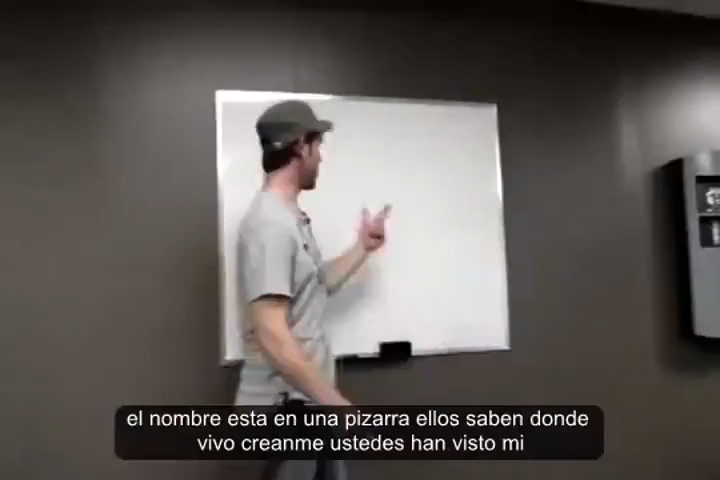 el nombre esta en una pizarra ellos saben donde
vivo creanme ustedes han visto mi